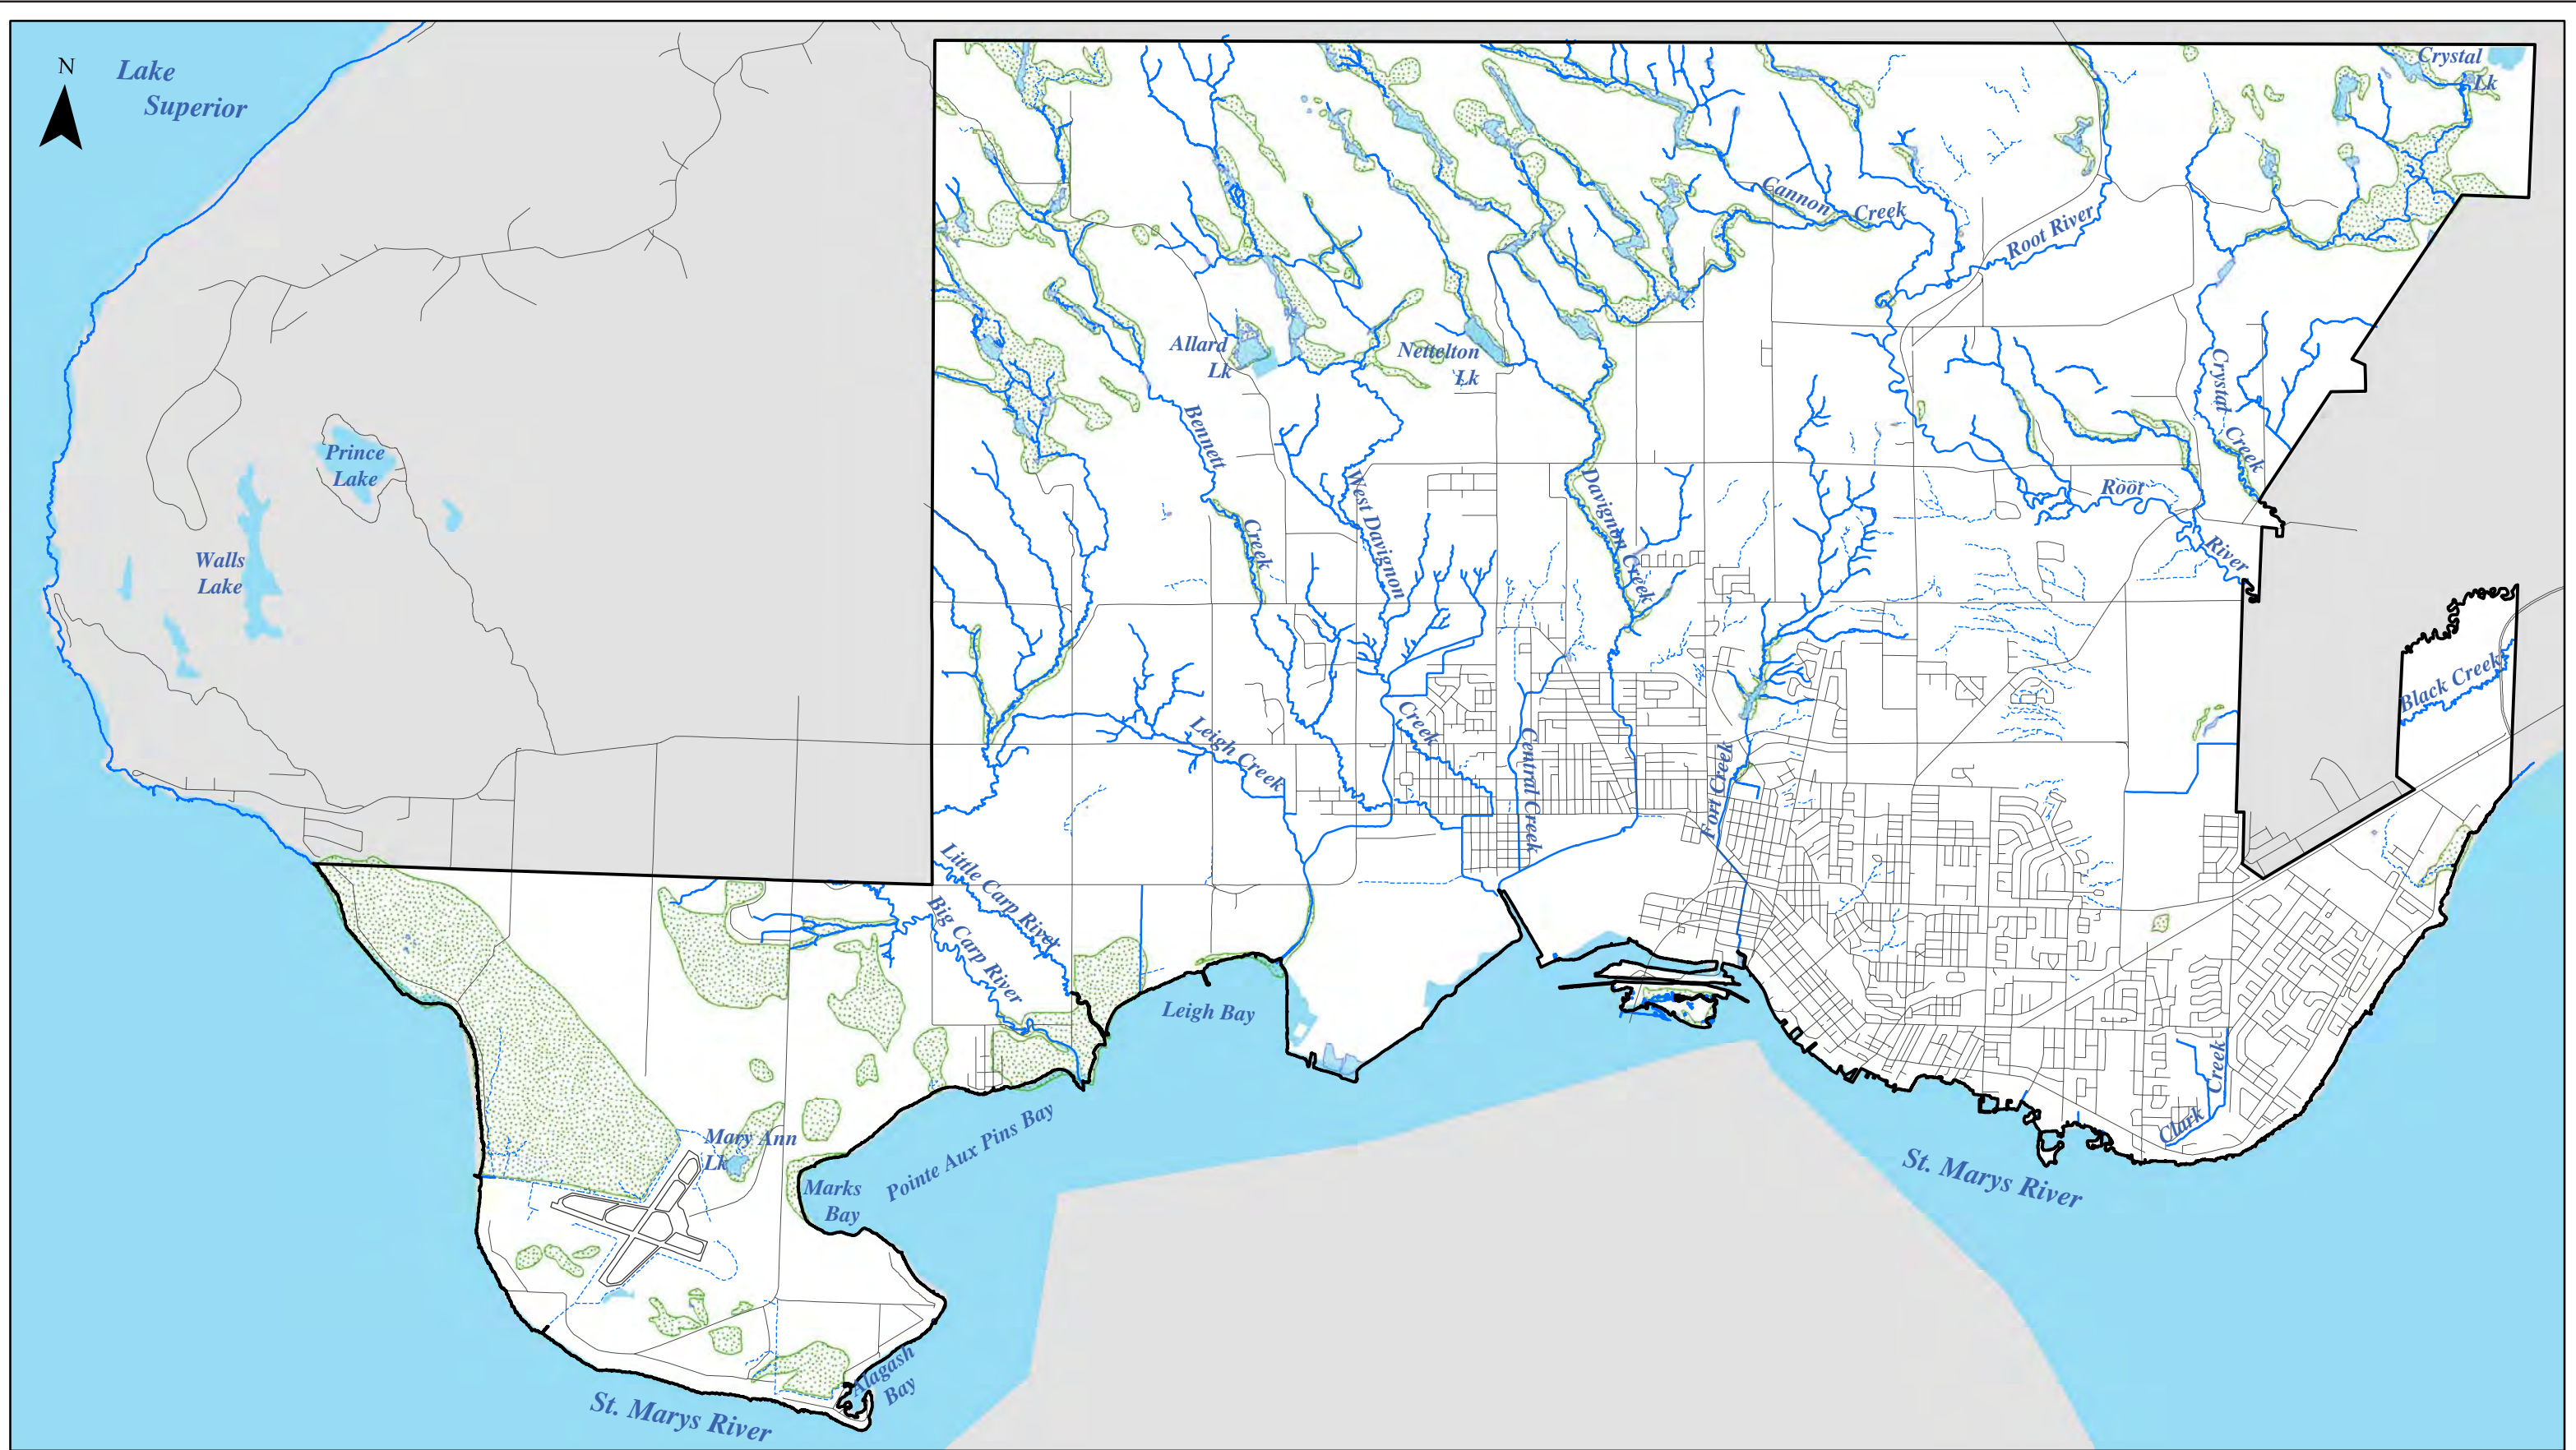 N
Lake
Superior
Crystal
Lk
Cannon Creek
Root River
Allard
Lk
Nettelton
Lk
Crystal Creek
Prince
Lake
Bennett Creek
West Davignon Creek
Davignon Creek
Root River
Walls
Lake
Black Creek
Leigh Creek
Central Creek
Fort Creek
Little Carp River
Big Carp River
Leigh Bay
Clark Creek
Mary Ann
Lk
Pointe Aux Pins Bay
Marks
Bay
St. Marys River
Alagash
Bay
St. Marys River